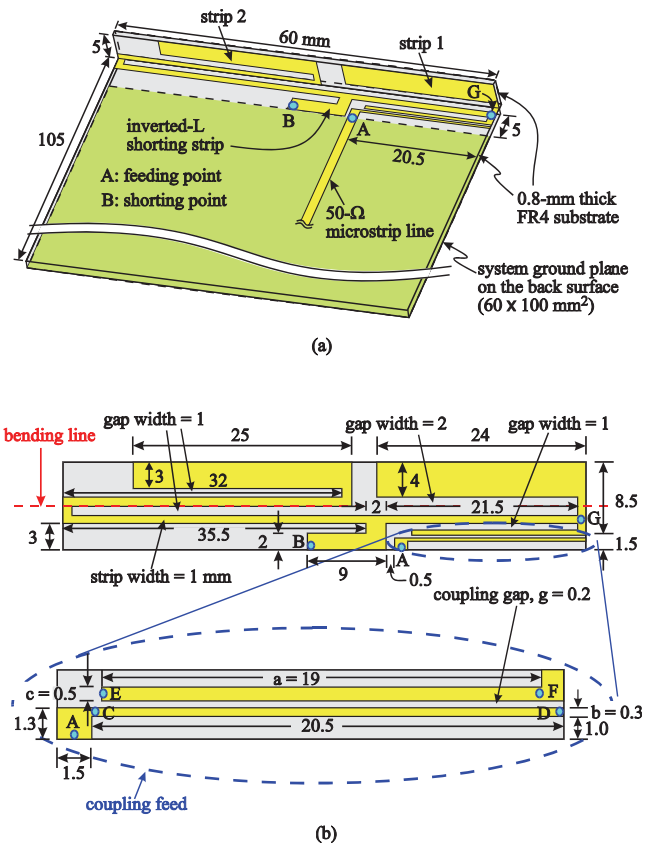 strip 2
60 mm
strip 1
5
G
B
A
5
105
inverted-L
shorting strip
20.5
A: feeding point
B: shorting point
0.8-mm thick
FR4 substrate
50-Ω
microstrip line
system ground plane
on the back surface
(60 x 100 mm²)
(a)
gap width = 1
gap width = 2
gap width = 1
bending line
25
24
3
32
4
2
21.5
8.5
G
3
35.5
2
B
A
1.5
strip width = 1 mm
9
0.5
coupling gap, g = 0.2
a = 19
c = 0.5
E
F
C
D
b = 0.3
1.3
A
20.5
1.0
1.5
coupling feed
(b)